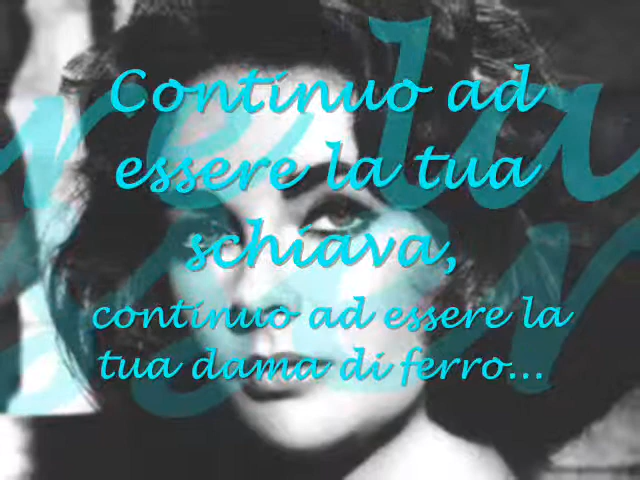 Continuo ad
essere la tua
schiava,
continuo ad essere la
tua dama di ferro...